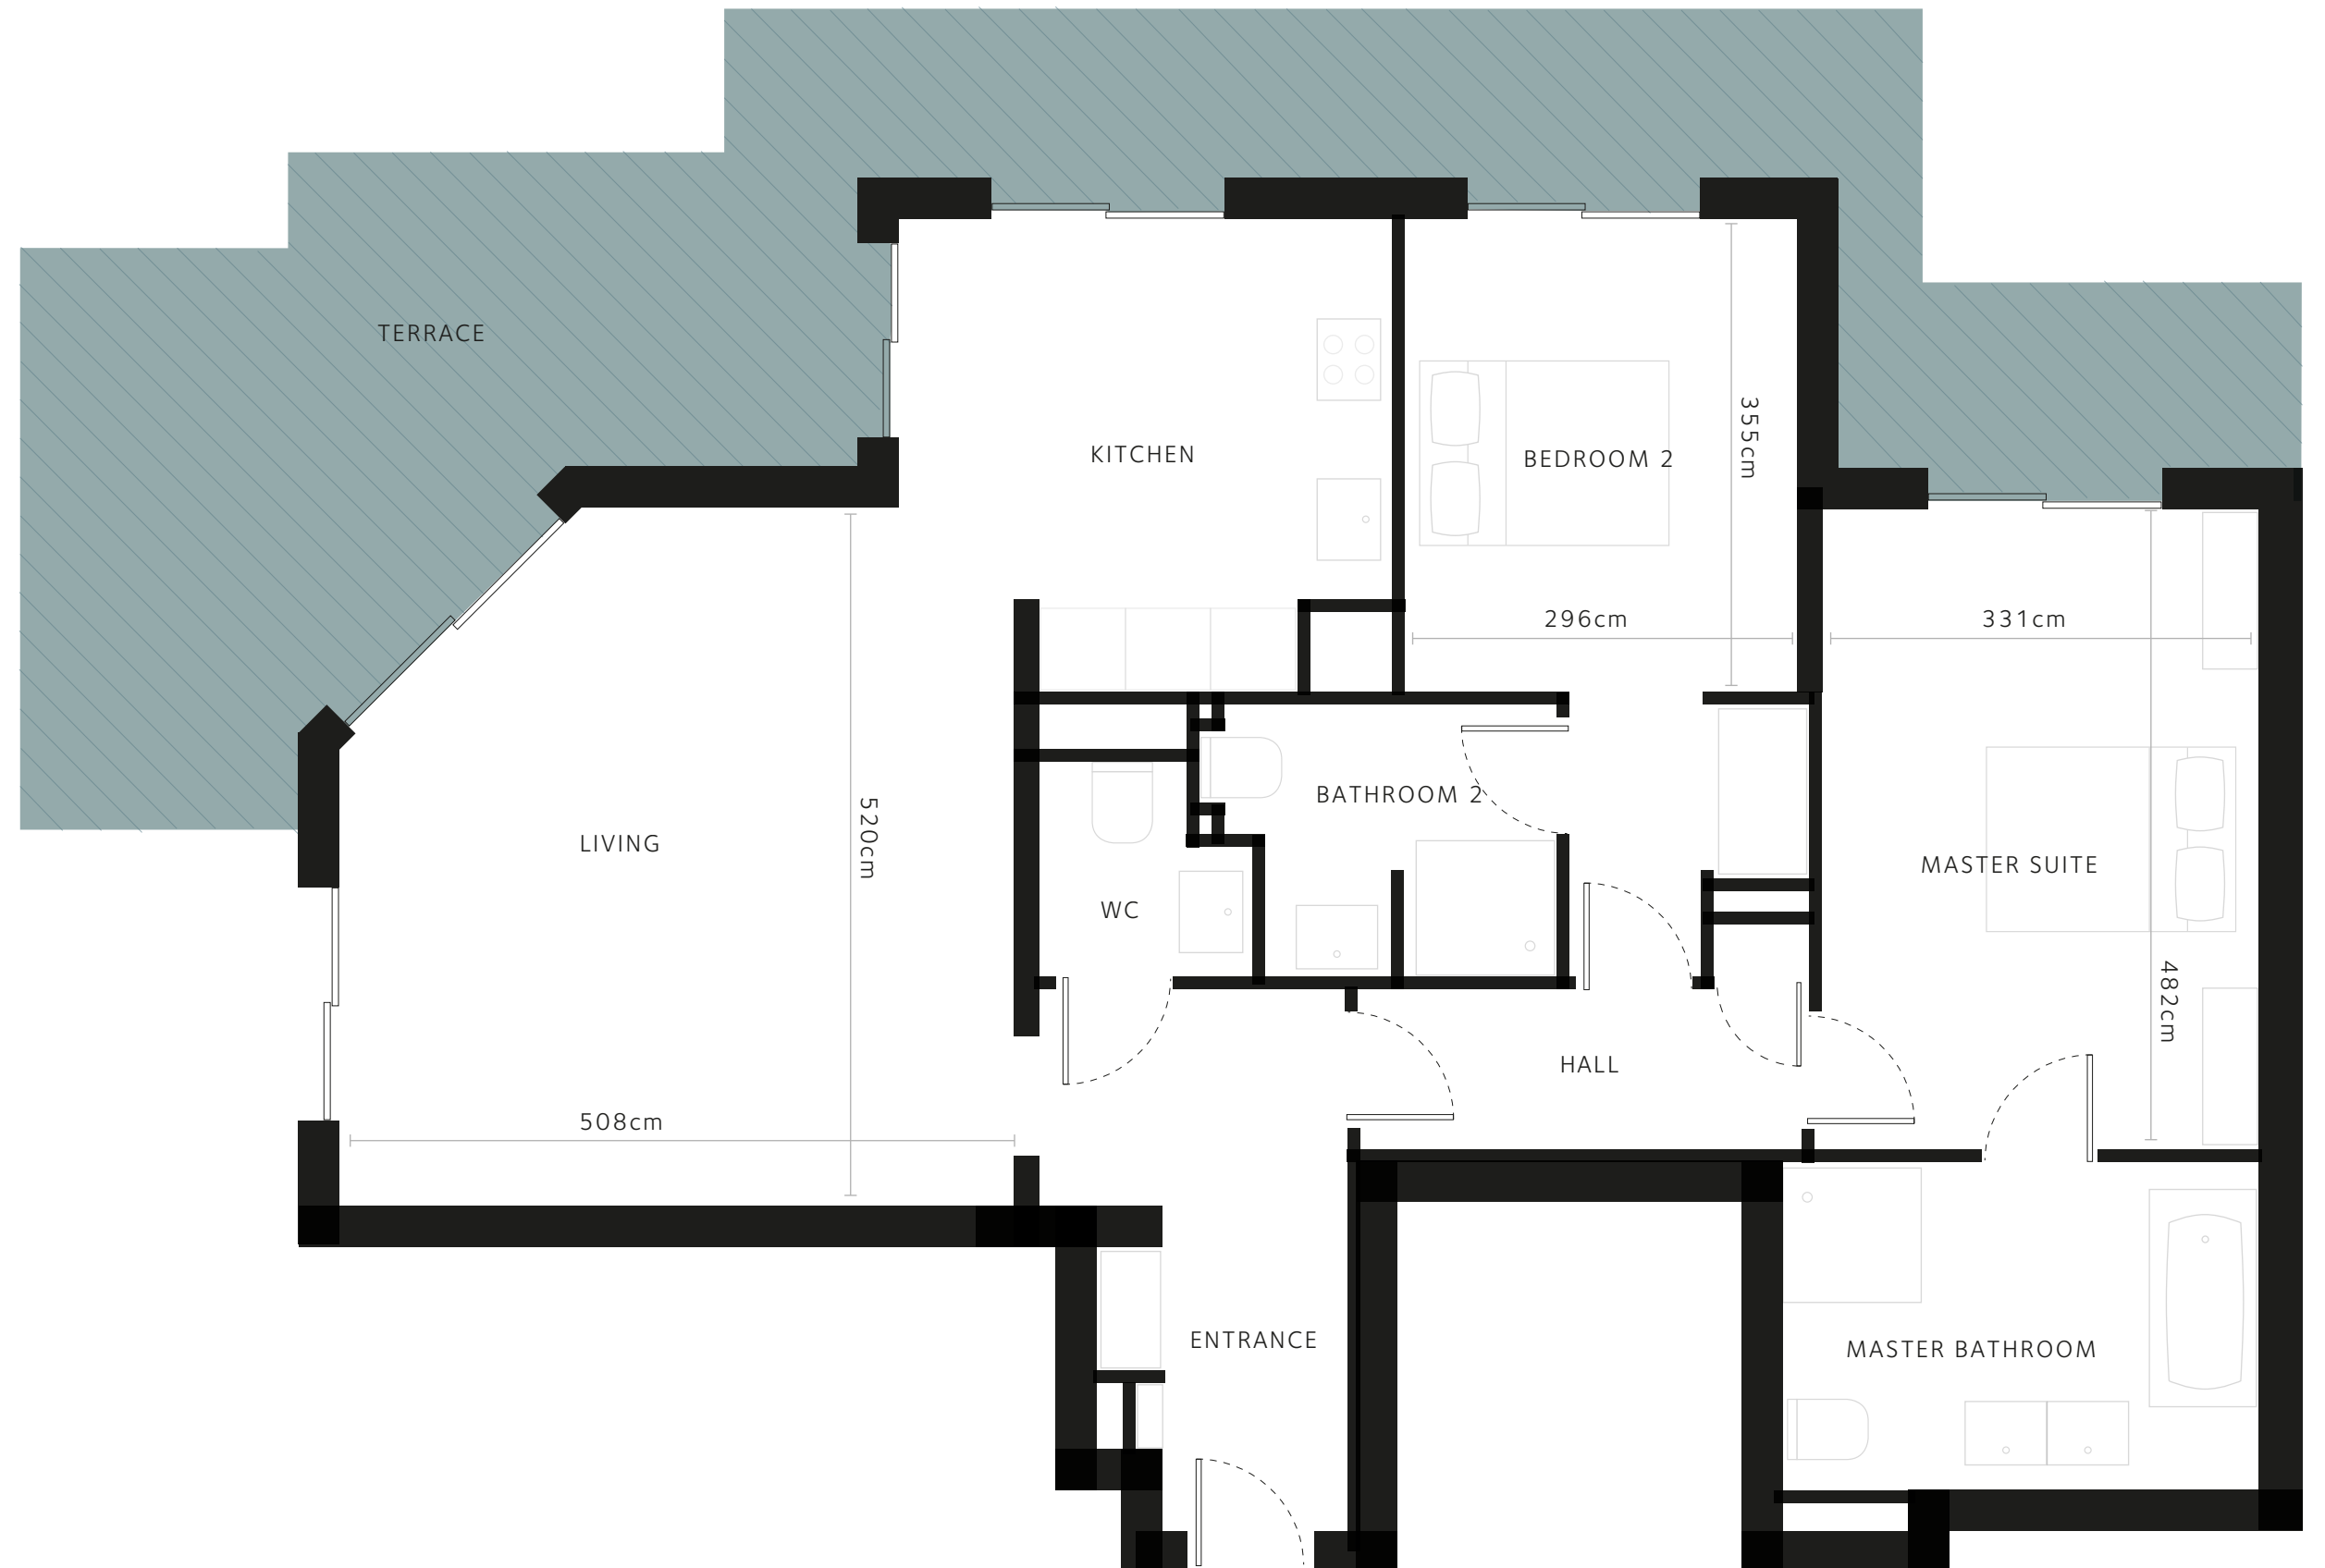 TERRACE
KITCHEN
BEDROOM 2
355cm
296cm
331cm
LIVING
520cm
BATHROOM 2
WC
MASTER SUITE
482cm
HALL
508cm
ENTRANCE
MASTER BATHROOM